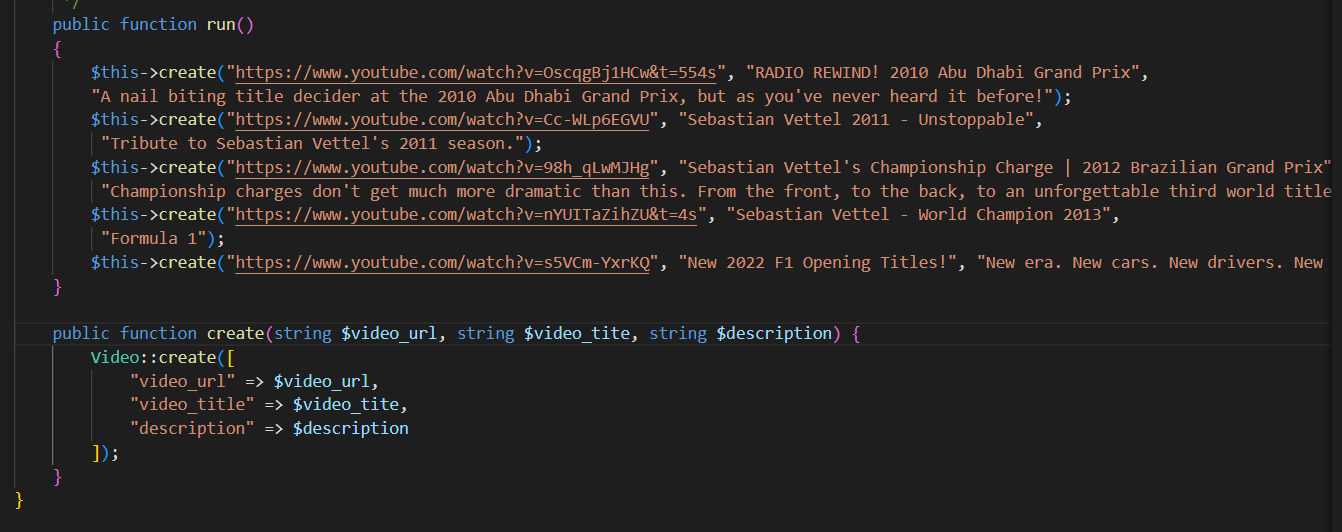 */
public function run()
{
$this->create("https://www.youtube.com/watch?v=OscqgBj1HCw&t=554s", "RADIO REWIND! 2010 Abu Dhabi Grand Prix",
"A nail biting title decider at the 2010 Abu Dhabi Grand Prix, but as you've never heard it before!");
$this->create("https://www.youtube.com/watch?v=Cc-WLp6EGVU", "Sebastian Vettel 2011 - Unstoppable",
"Tribute to Sebastian Vettel's 2011 season.");
$this->create("https://www.youtube.com/watch?v=98h_qLwMJHg", "Sebastian Vettel's Championship Charge | 2012 Brazilian Grand Prix"
"Championship charges don't get much more dramatic than this. From the front, to the back, to an unforgettable third world title
$this->create("https://www.youtube.com/watch?v=nYUITaZihZU&t=4s", "Sebastian Vettel - World Champion 2013",
"Formula 1");
$this->create("https://www.youtube.com/watch?v=s5VCm-YxrKQ", "New 2022 F1 Opening Titles!", "New era. New cars. New drivers. New
}
public function create(string $video_url, string $video_tite, string $description) {
Video::create([
"video_url" => $video_url,
"video_title" => $video_tite,
"description" => $description
]);
}
}